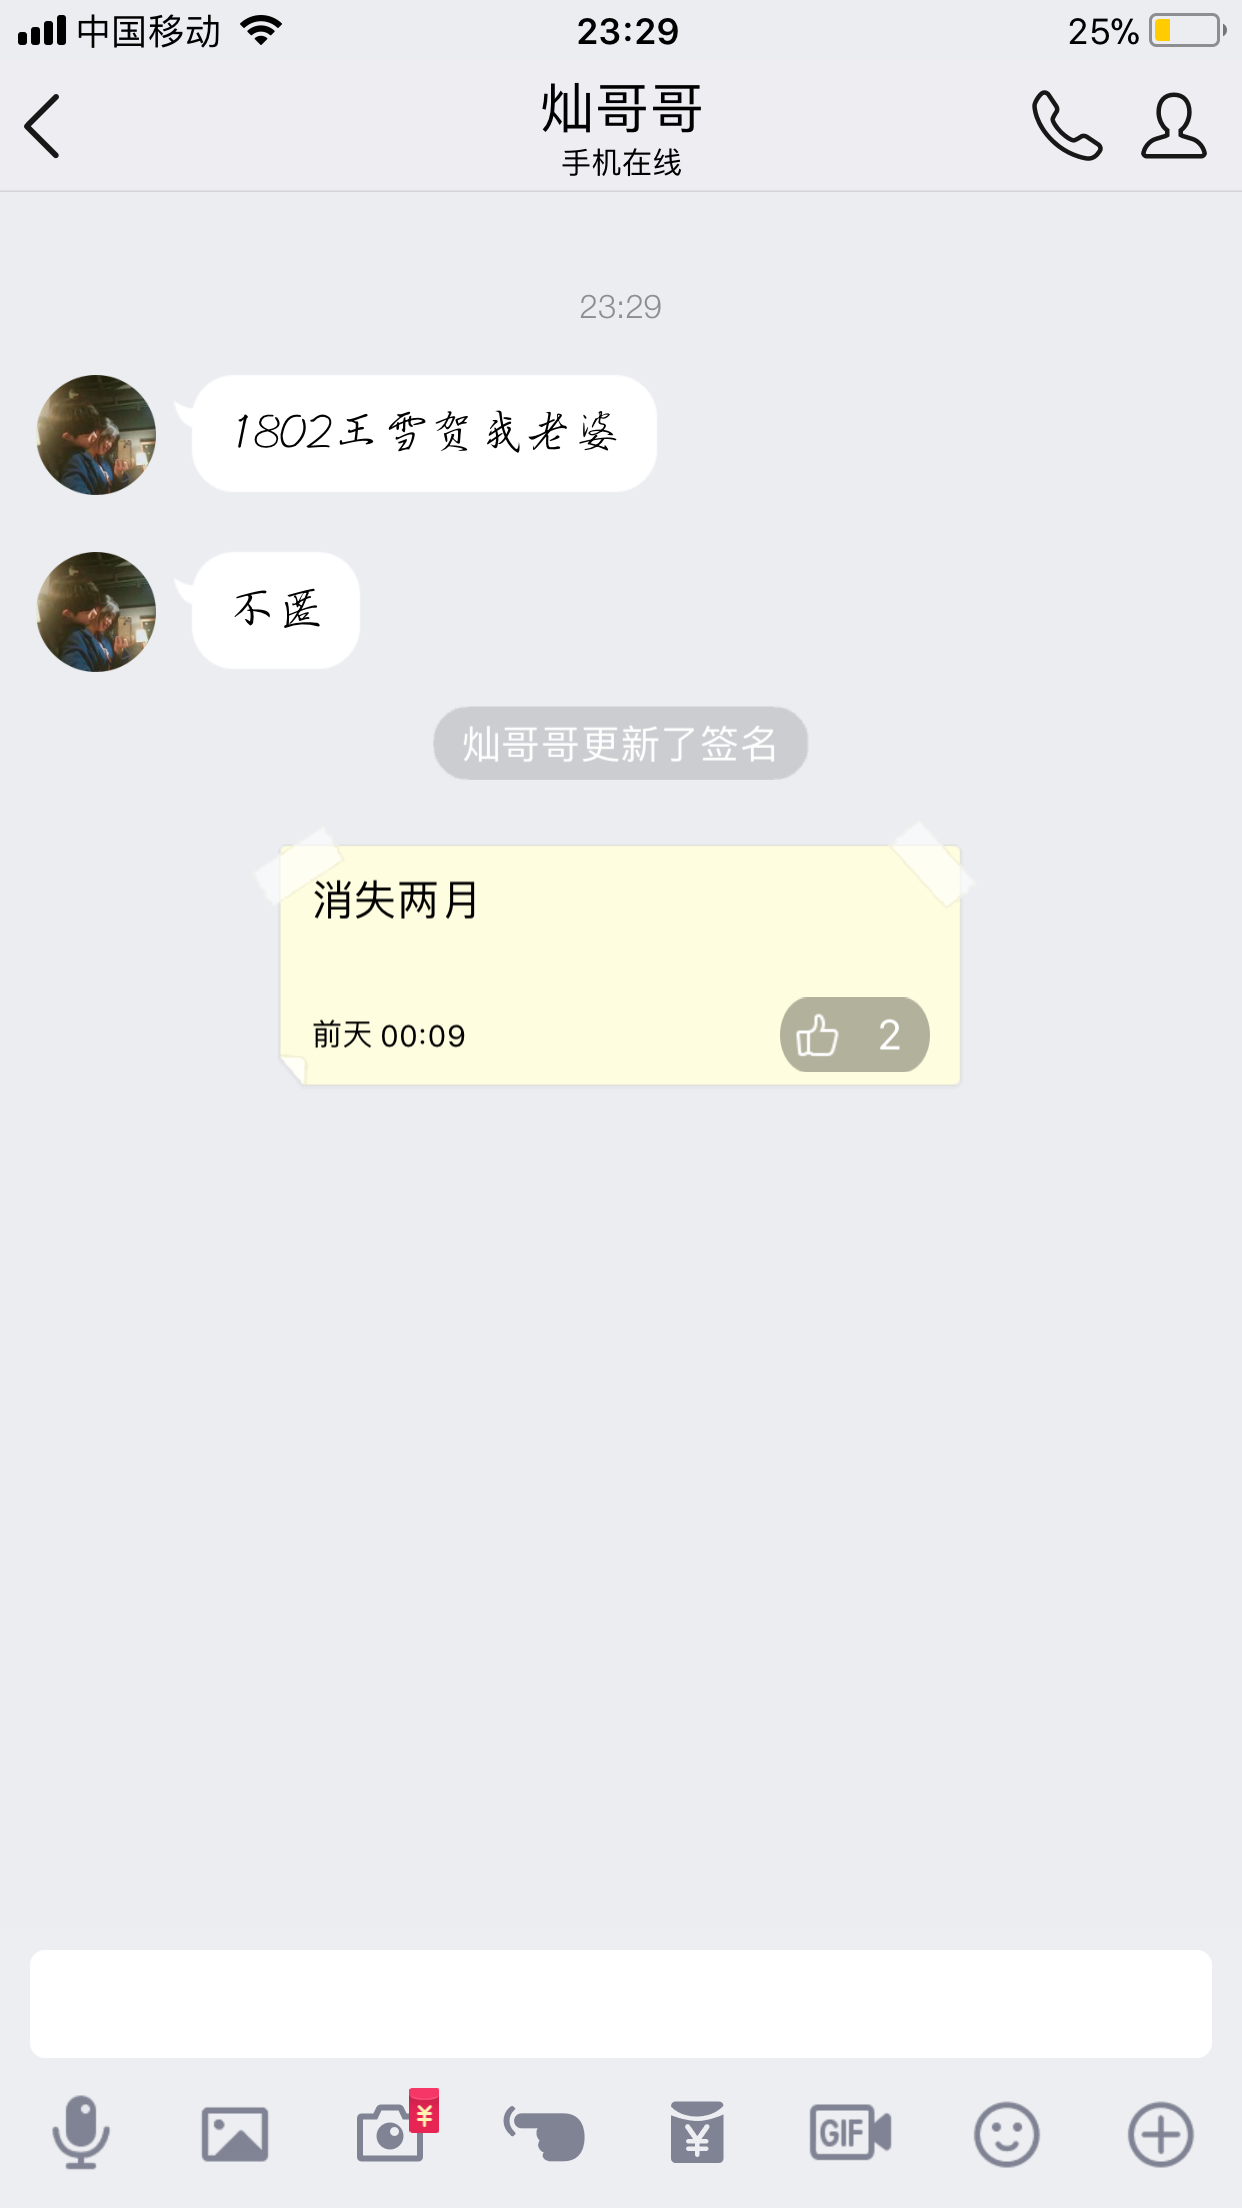 中国移动
23:29
25%
灿哥哥
手机在线
23:29
1802王雪贺我老婆
不匿
灿哥哥更新了签名
消失两月
前天 00:09
2
¥
¥
GIF